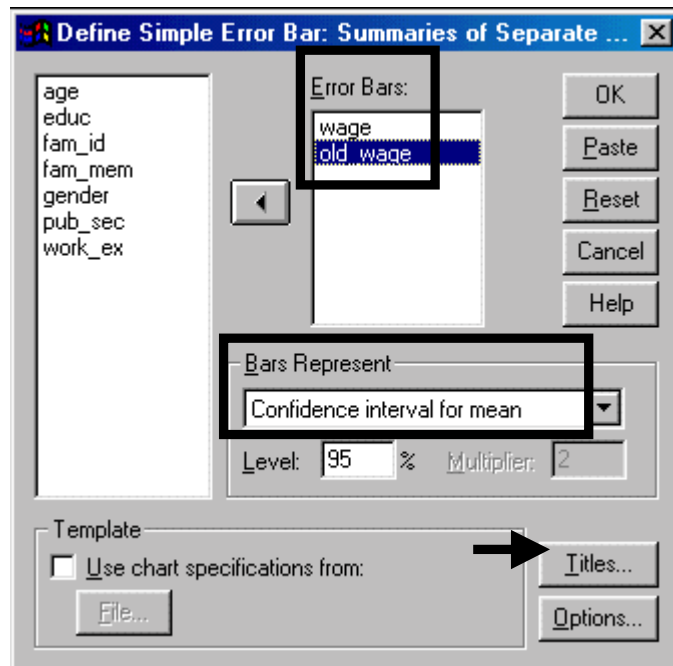 Define Simple Error Bar: Summaries of Separate ...
age
educ
fam_id
fam_mem
gender
pub_sec
work_ex
Error Bars:
wage
old_wage
OK
Paste
Reset
Cancel
Help
Bars Represent
Confidence interval for mean
Level: 95 % Multiplier: 2
Template
Use chart specifications from:
File...
Titles...
Options...